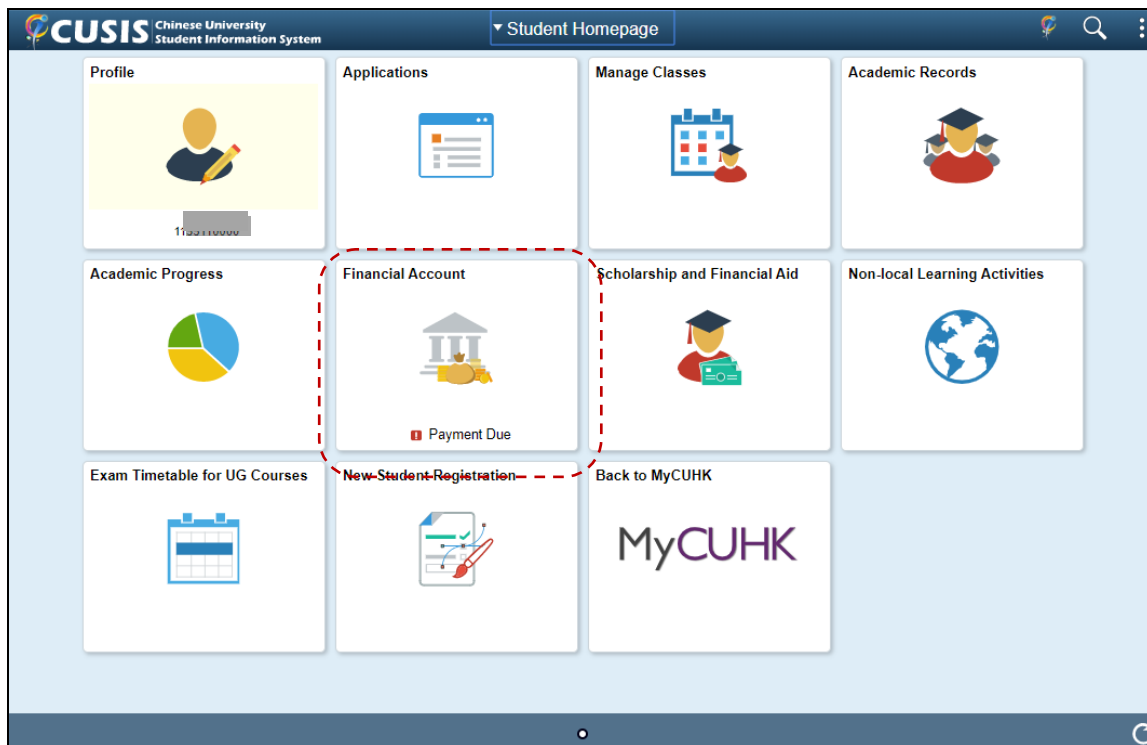 CUSIS Chinese University
Student Information System
Student Homepage
Profile
Applications
Manage Classes
Academic Records
Academic Progress
Financial Account
Scholarship and Financial Aid
Non-local Learning Activities
Payment Due
Exam Timetable for UG Courses
New Student Registration
Back to MyCUHK
MyCUHK